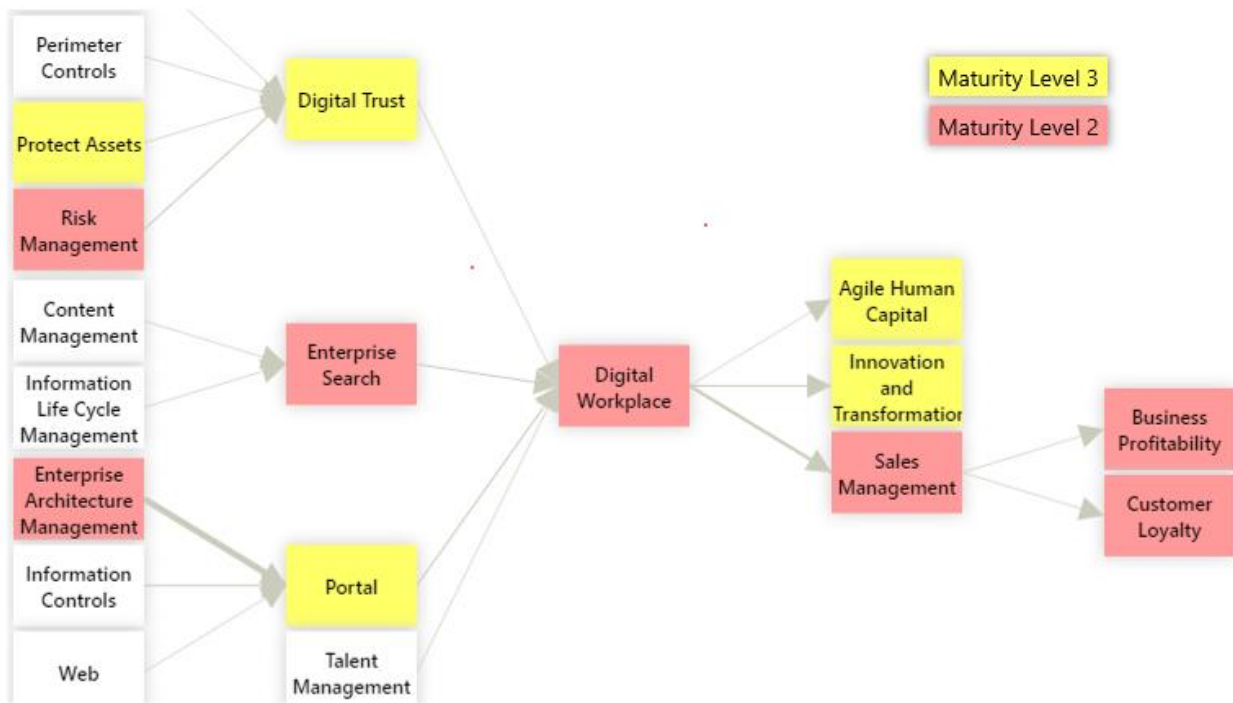 Perimeter
Controls
Protect Assets
Risk
Management
Content
Management
Information
Life Cycle
Management
Enterprise
Architecture
Management
Information
Controls
Web
Digital Trust
Enterprise
Search
Portal
Talent
Management
Digital
Workplace
Maturity Level 3
Maturity Level 2
Agile Human
Capital
Innovation
and
Transformation
Sales
Management
Business
Profitability
Customer
Loyalty